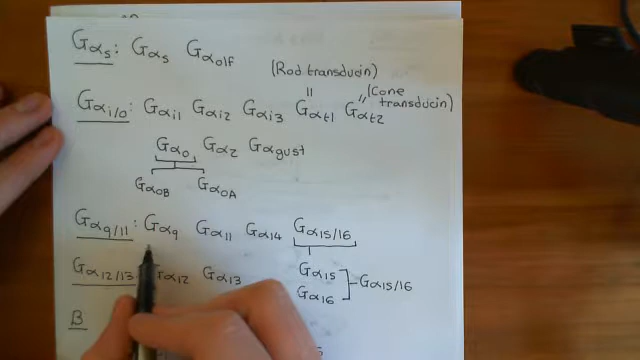 Gαs: Gαs Gαolf
(Rod transducin)
(Cone transducin)
Gαi/o: Gαi1 Gαi2 Gαi3 Gαt1 Gαt2
Gαo Gαz Gαgust
GαoB GαoA
Gαq/11: Gαq Gα11 Gα14 Gα15/16
Gα12/13 Gα12 Gα13
Gα15
Gα16
Gα15/16
B